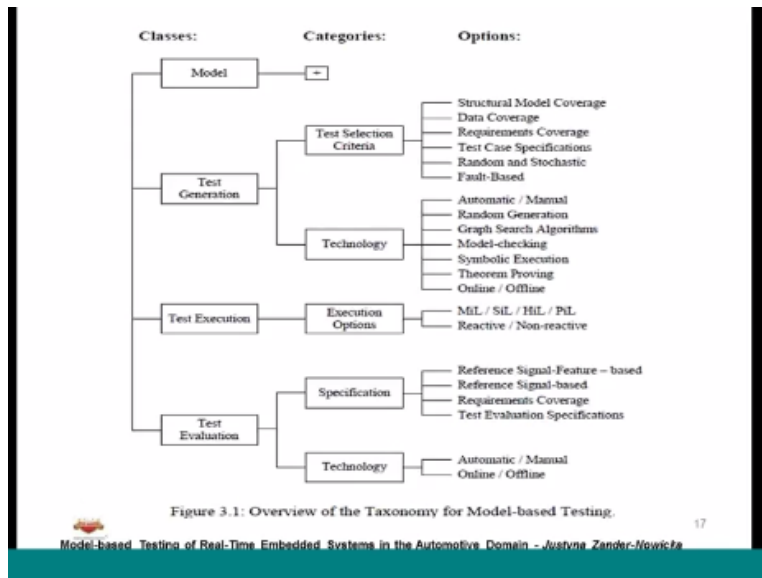 Classes: Categories: Options:
Model
+
Structural Model Coverage
Data Coverage
Test Selection
Criteria
Requirements Coverage
Test Case Specifications
Random and Stochastic
Fault-Based
Test
Generation
Automatic / Manual
Random Generation
Graph Search Algorithms
Technology
Model-checking
Symbolic Execution
Theorem Proving
Online / Offline
Test Execution
Execution
Options
MiL / SiL / HiL / PiL
Reactive / Non-reactive
Reference Signal-Feature – based
Specification
Reference Signal-based
Requirements Coverage
Test Evaluation Specifications
Test
Evaluation
Technology
Automatic / Manual
Online / Offline
Figure 3.1: Overview of the Taxonomy for Model-based Testing.
17
Model-based Testing of Real-Time Embedded Systems in the Automotive Domain - Justyna Zander-Nowicka